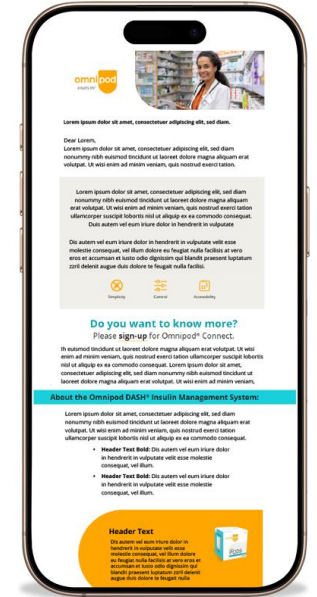 omnipod
Lorem ipsum dolor sit amet, consectetuer adipiscing elit, sed diam.
Dear Lorem,
Lorem ipsum dolor sit amet, consectetuer adipiscing elit, sed diam
nonummy nibh euismod tincidunt ut laoreet dolore magna aliquam erat
volutpat. Ut wisi enim ad minim veniam, quis nostrud exerci tation.
Lorem ipsum dolor sit amet, consectetuer adipiscing elit, sed diam
nonummy nibh euismod tincidunt ut laoreet dolore magna aliquam
erat volutpat. Ut wisi enim ad minim veniam, quis nostrud exerci tation
ullamcorper suscipit lobortis nisl ut aliquip ex ea commodo consequat.
Duis autem vel eum iriure dolor in hendrerit in vulputate
Dis autem vel eum iriure dolor in hendrerit in vulputate velit esse
molestie consequat, vel illum dolore eu feugiat nulla facilisis at vero
eros et accumsan et iusto odio dignissim qui blandit praesent luptatum
zzril delenit augue duis dolore te feugait nulla facilisi.
Simplicity
Control
Accessibility
Do you want to know more?
Please sign-up for Omnipod® Connect.
ih euismod tincidunt ut laoreet dolore magna aliquam erat volutpat. Ut wisi
enim ad minim veniam, quis nostrud exerci tation ullamcorper suscipit lobortis
nisl ut aliquip ex ea commodo consequat. Lorem ipsum dolor sit amet,
consectetuer adipiscing elit, sed diam nonummy nibh euismod tincidunt ut
laoreet dolore magna aliquam erat volutpat. Ut wisi enim ad minim veniam,
About the Omnipod DASH® Insulin Management System:
Lorem ipsum dolor sit amet, consectetuer adipiscing elit, sed diam
nonummy nibh euismod tincidunt ut laoreet dolore magna aliquam erat
volutpat. Ut wisi enim ad minim veniam, quis nostrud exerci tation
ullamcorper suscipit lobortis nisl ut aliquip ex ea commodo consequat.
• Header Text Bold: Dis autem vel eum iriure dolor
in hendrerit in vulputate velit esse molestie
consequat, vel illum.
• Header Text Bold: Dis autem vel eum iriure dolor
in hendrerit in vulputate velit esse molestie
consequat, vel illum.
Header Text
Dis autem vel eum iriure dolor in
hendrerit in vulputate velit esse molestie
consequat, vel illum dolore
eu feugiat nulla facilisis at vero eros et
accumsan et iusto odio dignissim qui
blandit praesent luptatum zzril delenit
augue duis dolore te feugait nulla